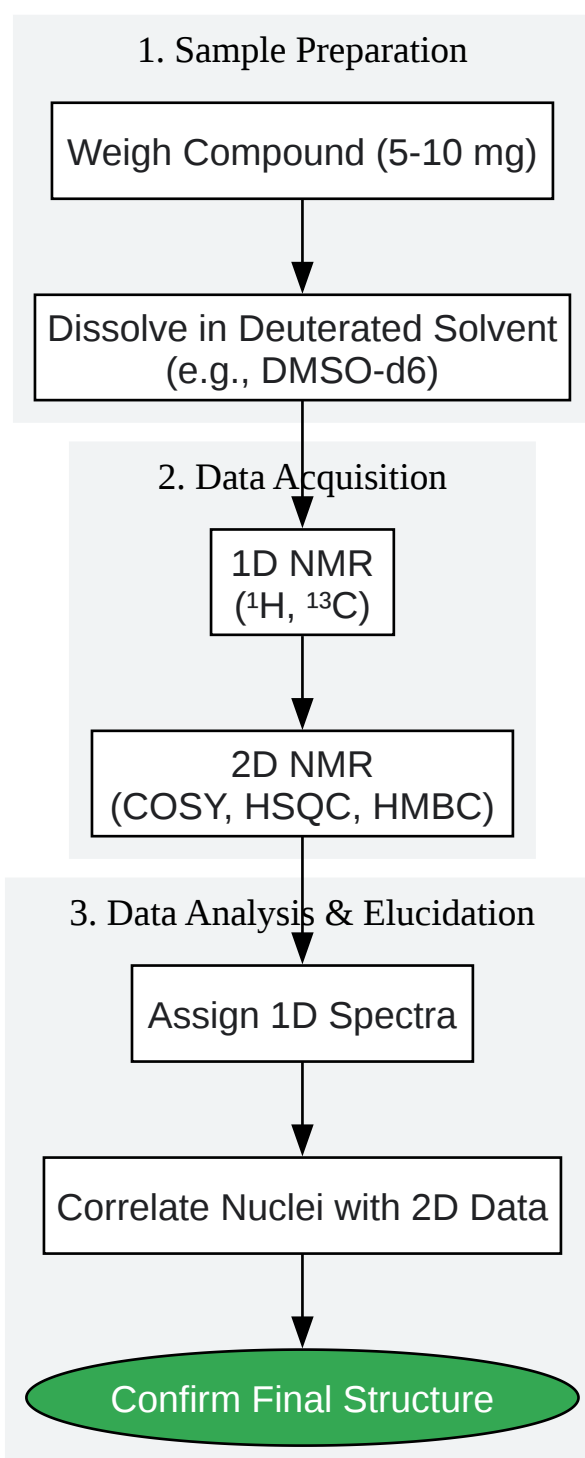 1. Sample Preparation
Weigh Compound (5-10 mg)
Dissolve in Deuterated Solvent
(e.g., DMSO-d6)
2. Data Acquisition
1D NMR
(¹H, ¹³C)
2D NMR
(COSY, HSQC, HMBC)
3. Data Analysis & Elucidation
Assign 1D Spectra
Correlate Nuclei with 2D Data
Confirm Final Structure